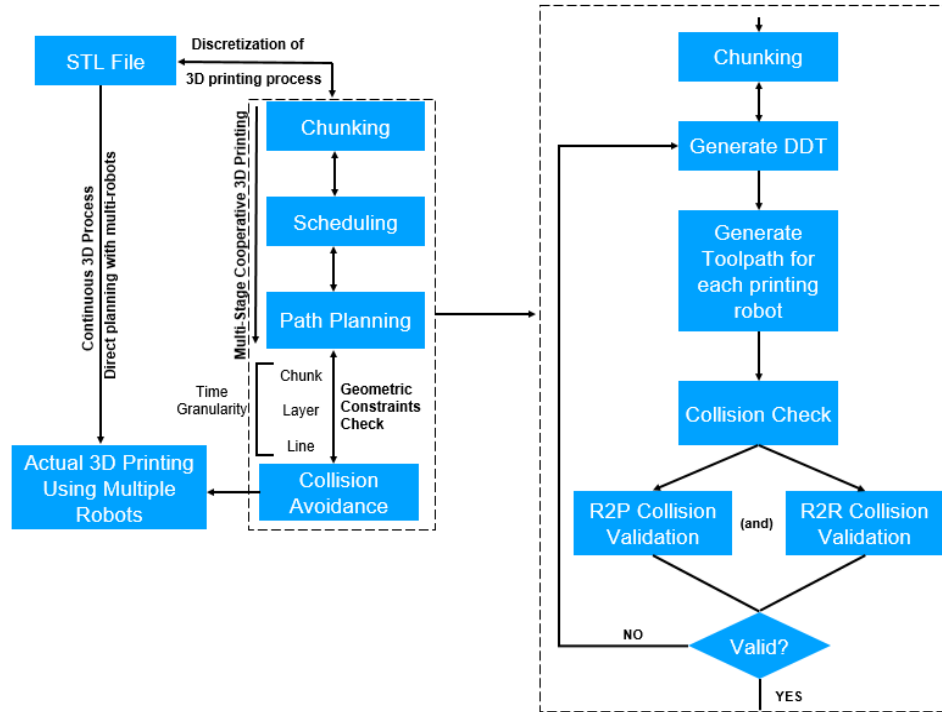 STL File
Discretization of
3D printing process
Continuous 3D Process
Direct planning with multi-robots
Multi-Stage Cooperative 3D Printing
Chunking
Scheduling
Path Planning
Time
Granularity
Chunk
Layer
Line
Geometric
Constraints
Check
Collision
Avoidance
Actual 3D Printing
Using Multiple
Robots
Chunking
Generate DDT
Generate
Toolpath for
each printing
robot
Collision Check
R2P Collision
Validation
(and)
R2R Collision
Validation
Valid?
NO
YES